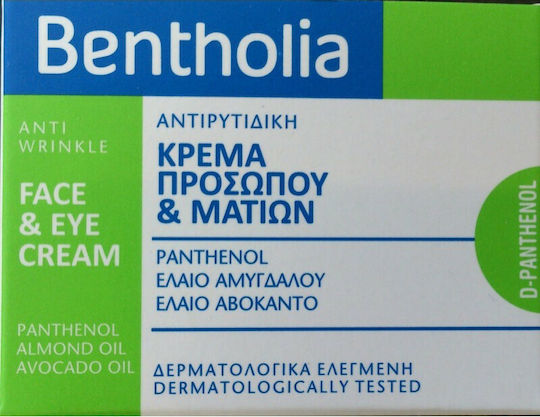 Bentholia
ANTI
WRINKLE
FACE
& EYE
CREAM
PANTHENOL
ALMOND OIL
AVOCADO OIL
ΑΝΤΙΡΥΤΙΔΙΚΗ
ΚΡΕΜΑ
ΠΡΟΣΩΠΟΥ
& ΜΑΤΙΩΝ
PANTHENOL
ΕΛΑΙΟ ΑΜΥΓΔΑΛΟΥ
ΕΛΑΙΟ ΑΒΟΚΑΝΤΟ
ΔΕΡΜΑΤΟΛΟΓΙΚΑ ΕΛΕΓΜΕΝΗ
DERMATOLOGICALLY TESTED
D-PANTHENOL